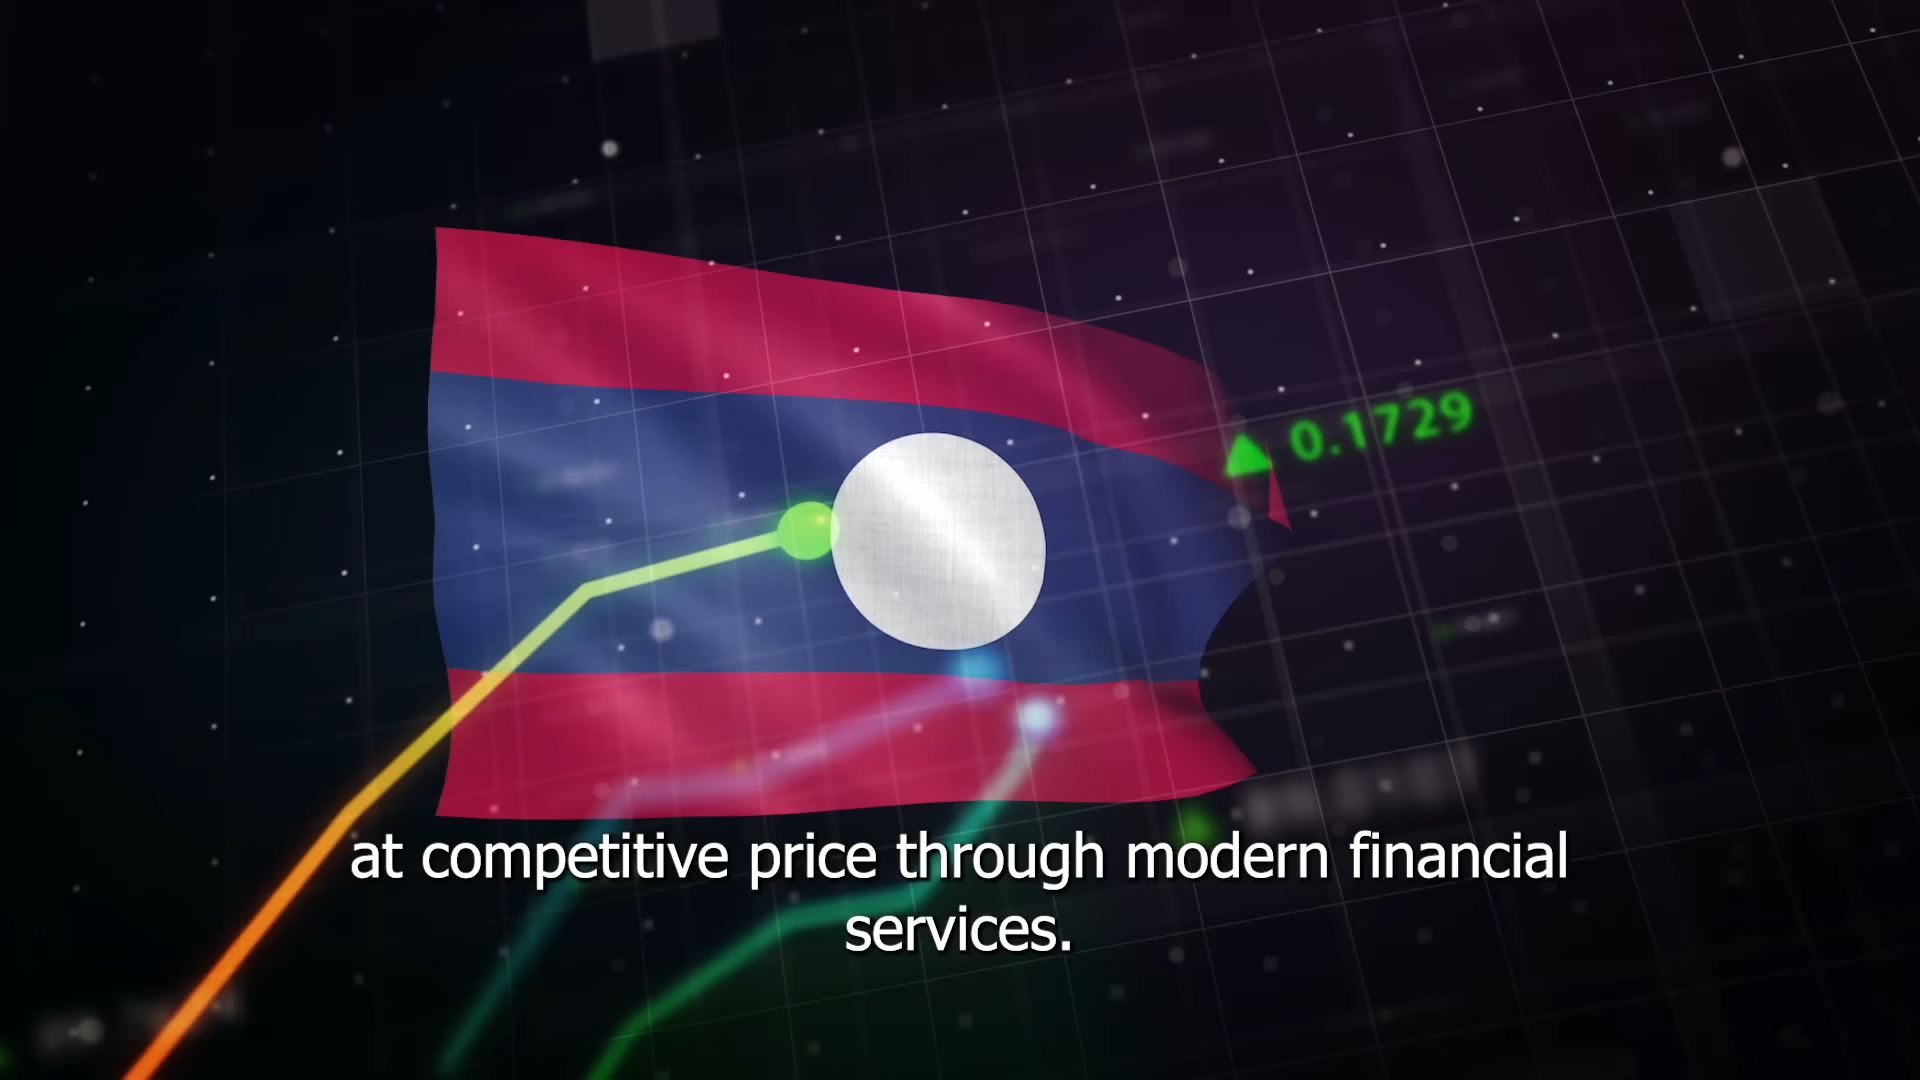 ▲ 0.1729
at competitive price through modern financial
services.